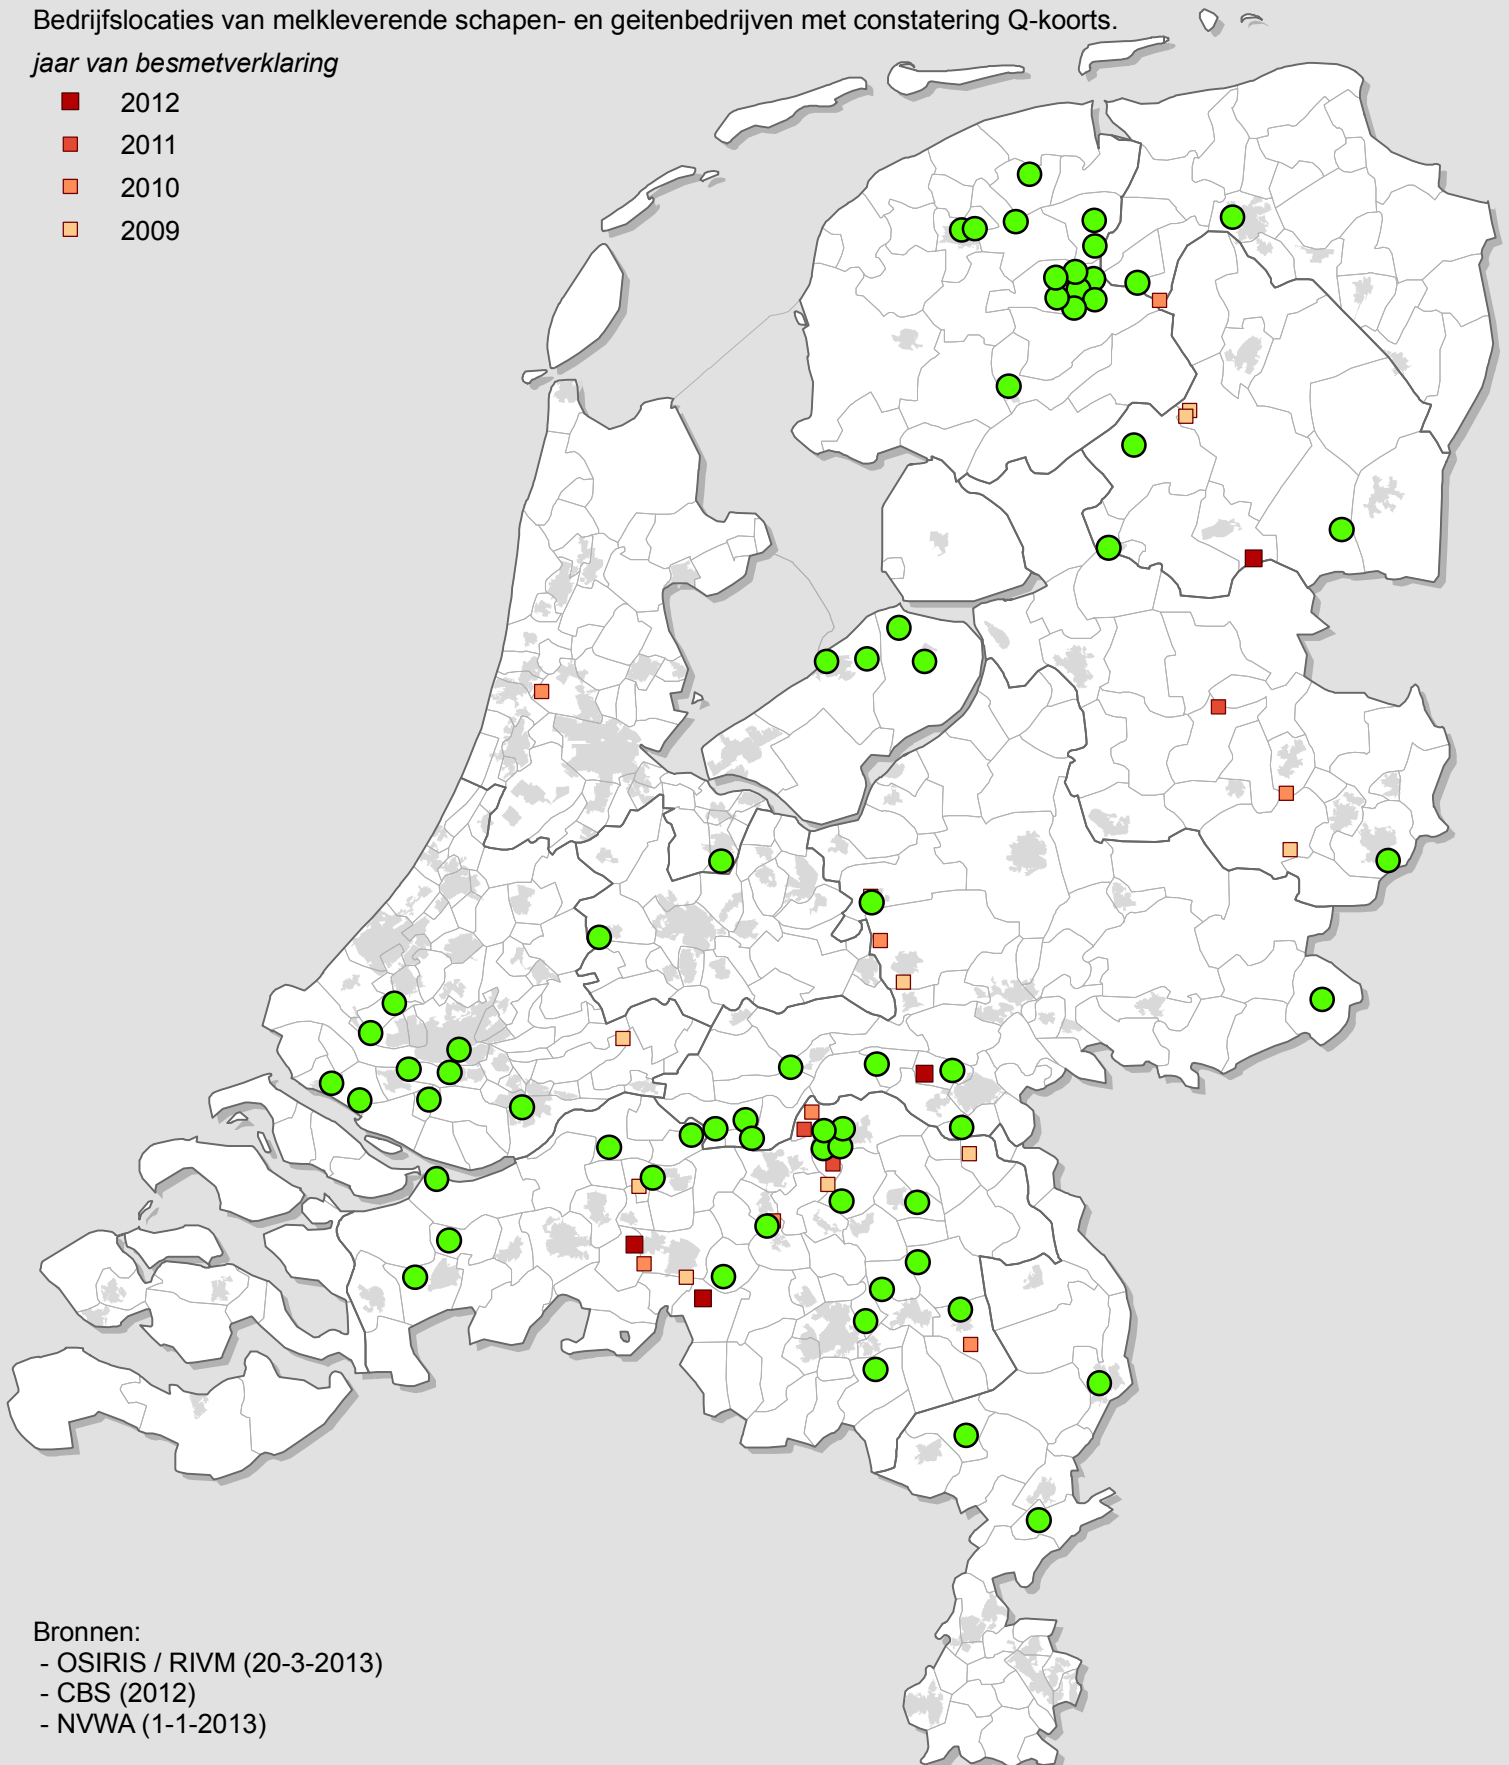 Bedrijfslocaties van melkleverende schapen- en geitenbedrijven met constatering Q-koorts.
jaar van besmetverklaring
2012
2011
2010
2009
Bronnen:
- OSIRIS / RIVM (20-3-2013)
- CBS (2012)
- NVWA (1-1-2013)